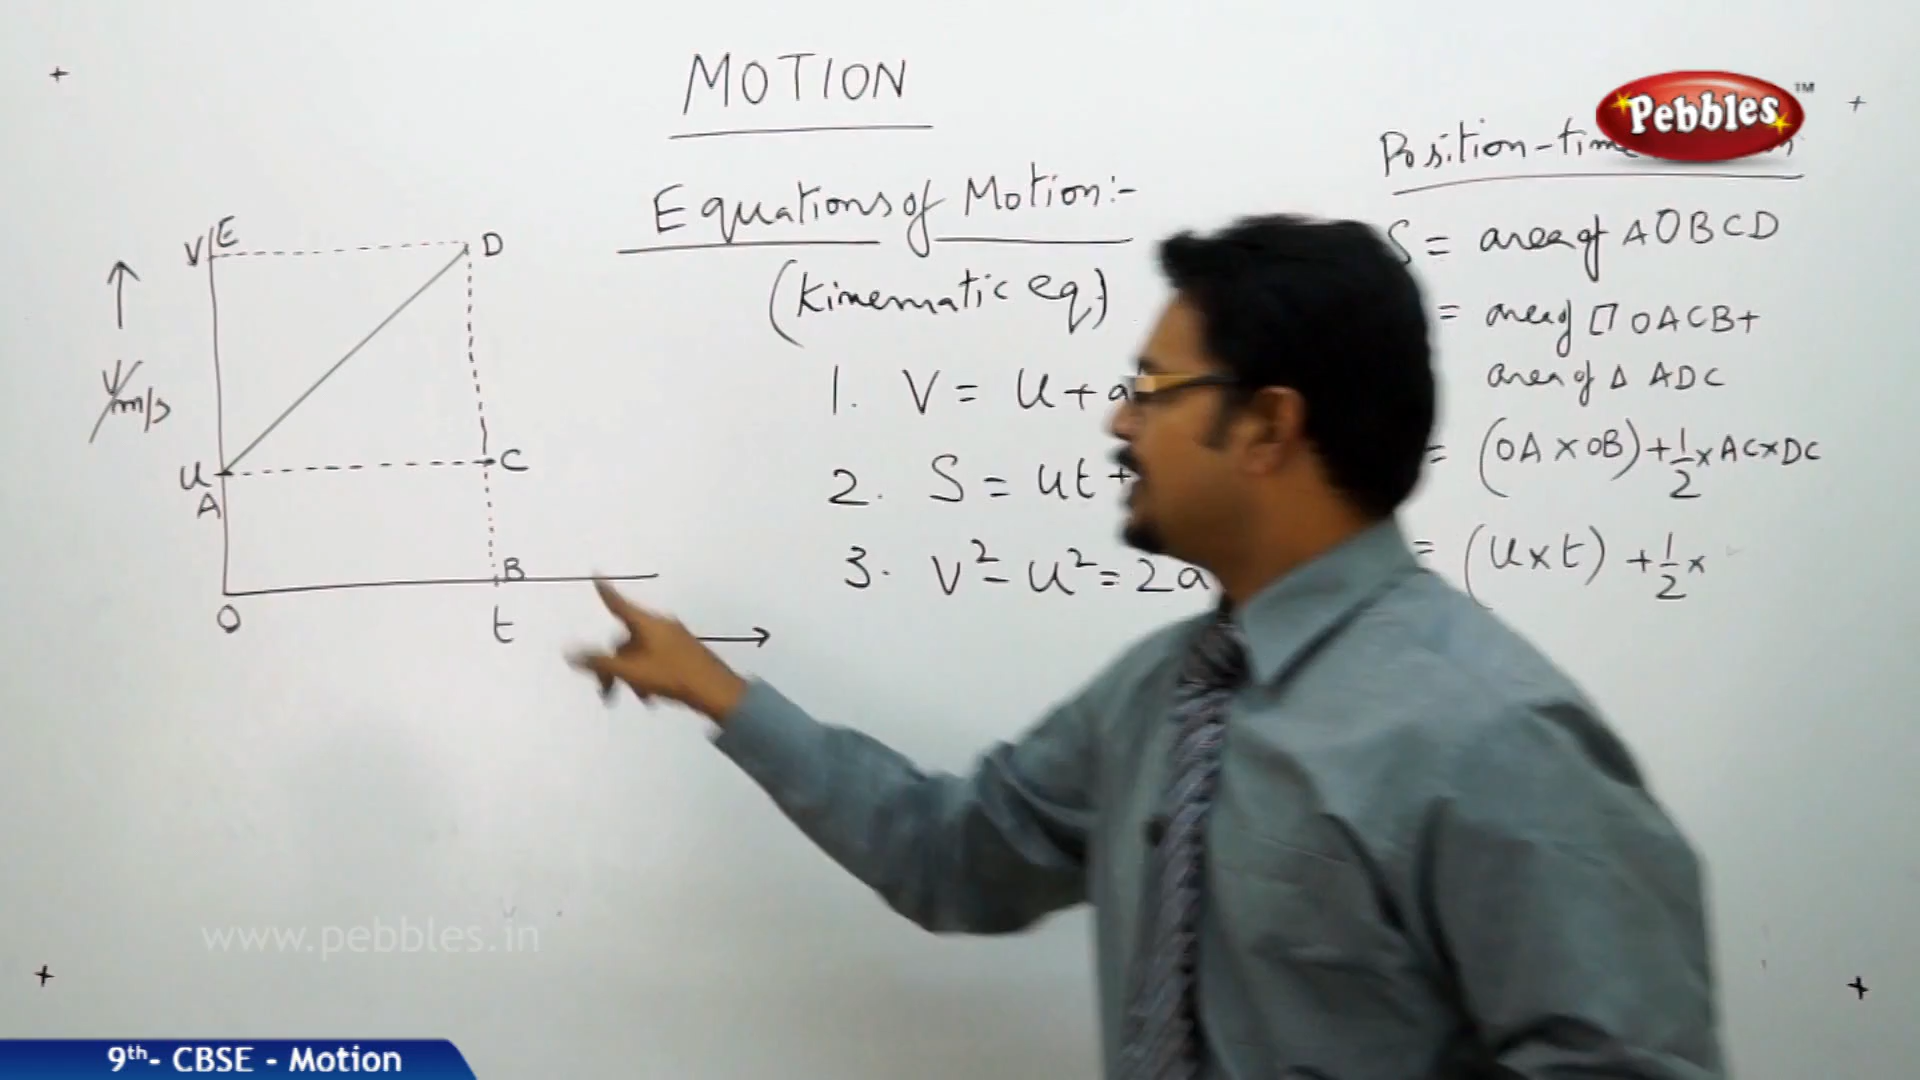 MOTION
Pebbles™
Position-time
Equations of Motion:-
(Kinematic eq.)
1. V = u + a
2. S = ut +
3. V² - u² = 2a
S = area of AOBCD
= area of ▯ OACB +
area of Δ ADC
= (OA × OB) + 1/2 × AC × DC
= (u × t) + 1/2 ×
V E
D
V/m/s
u
C
A
B
O
t
www.pebbles.in
9th- CBSE - Motion